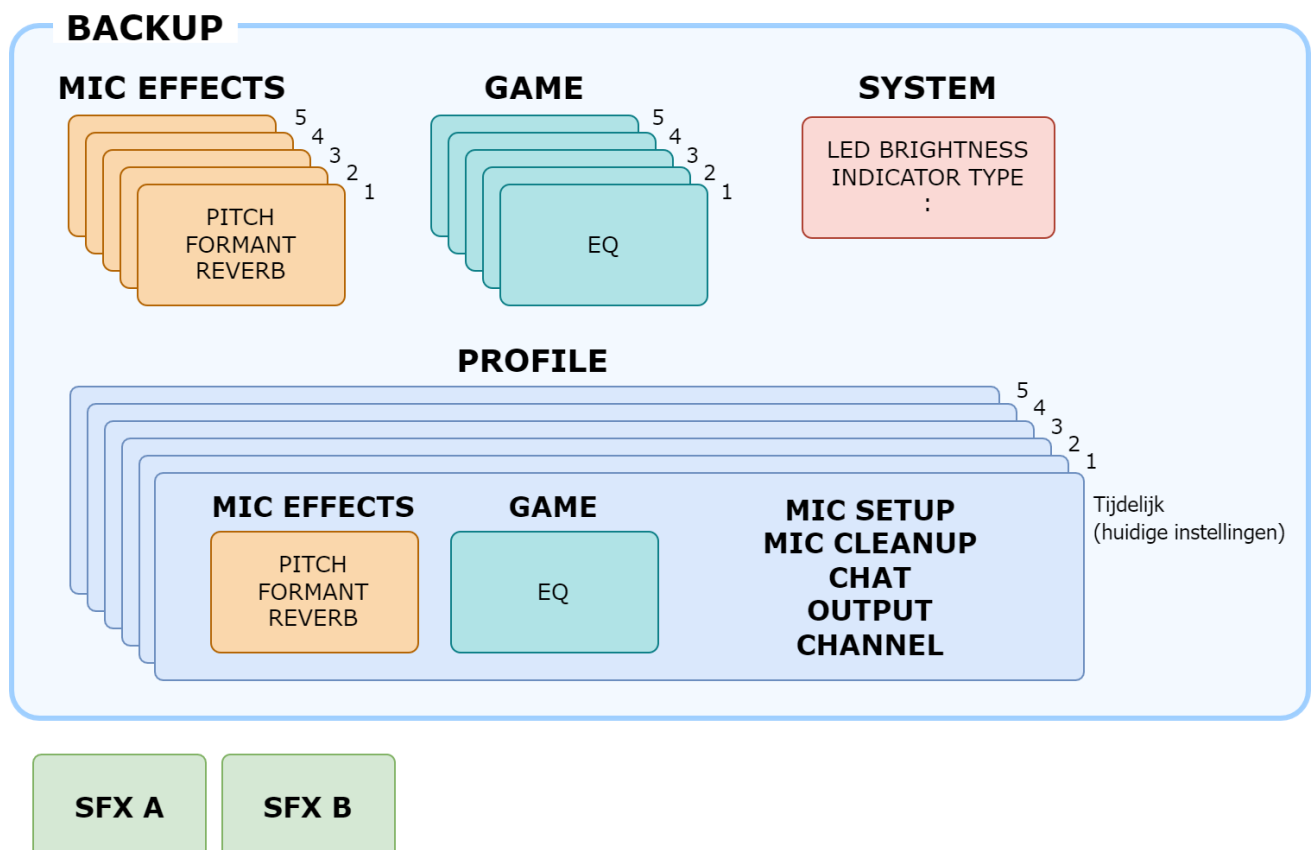 BACKUP
MIC EFFECTS
5
4
3
2
1
PITCH
FORMANT
REVERB
GAME
5
4
3
2
1
EQ
SYSTEM
LED BRIGHTNESS
INDICATOR TYPE
:
PROFILE
5
4
3
2
1
Tijdelijk
(huidige instellingen)
MIC EFFECTS
PITCH
FORMANT
REVERB
GAME
EQ
MIC SETUP
MIC CLEANUP
CHAT
OUTPUT
CHANNEL
SFX A
SFX B